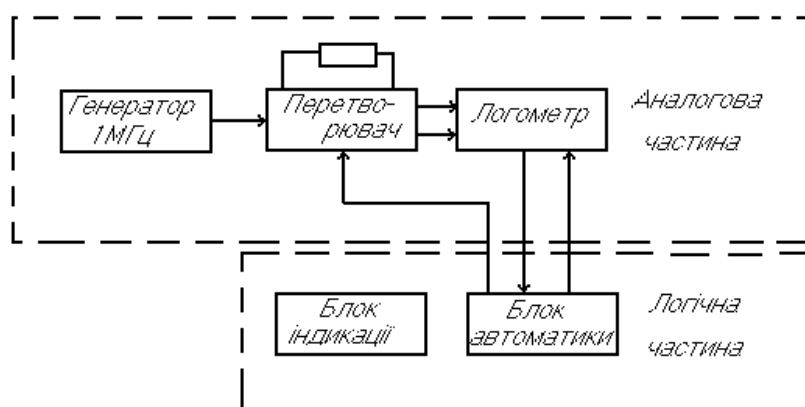 Генератор
1МГц
Перетво-
рювач
Логометр
Аналогова
частина
Блок
індикації
Блок
автоматики
Логічна
частина